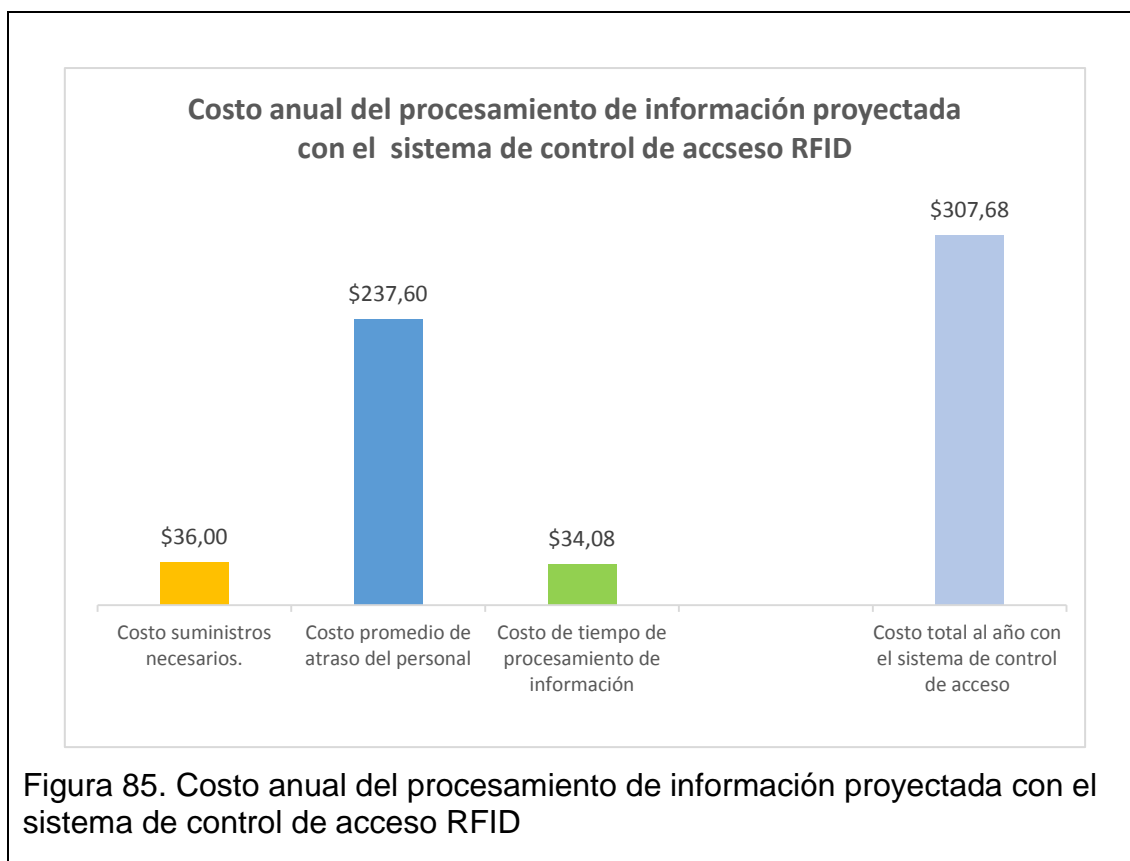 Costo anual del procesamiento de información proyectada
con el sistema de control de accseso RFID
$307,68
$237,60
$36,00
$34,08
Costo suministros
necesarios.
Costo promedio de
atraso del personal
Costo de tiempo de
procesamiento de
información
Costo total al año con
el sistema de control
de acceso
Figura 85. Costo anual del procesamiento de información proyectada con el
sistema de control de acceso RFID